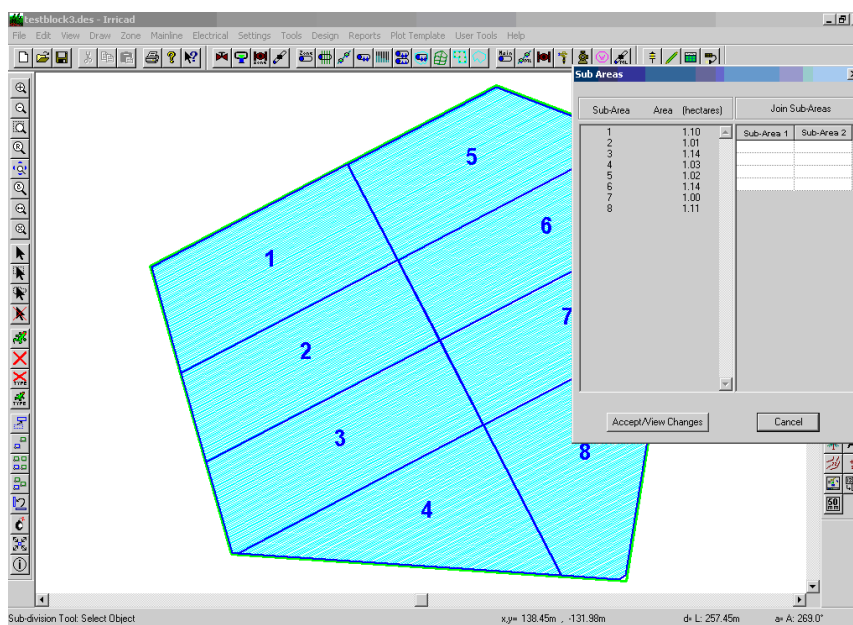 testblock3.des - Irricad
File Edit View Draw Zone Mainline Electrical Settings Tools Design Reports Plot Template User Tools Help
Sub Areas
Sub-Area Area (hectares) Join Sub-Areas
Sub-Area 1 Sub-Area 2
1 1.10
2 1.01
3 1.14
4 1.03
5 1.02
6 1.14
7 1.00
8 1.11
Accept/View Changes Cancel
5
6
1
7
2
3
8
4
TYPE
TYPE
50
Sub-division Tool: Select Object x,y= 138.45m , -131.98m d= L: 257.45m a= A: 269.0°